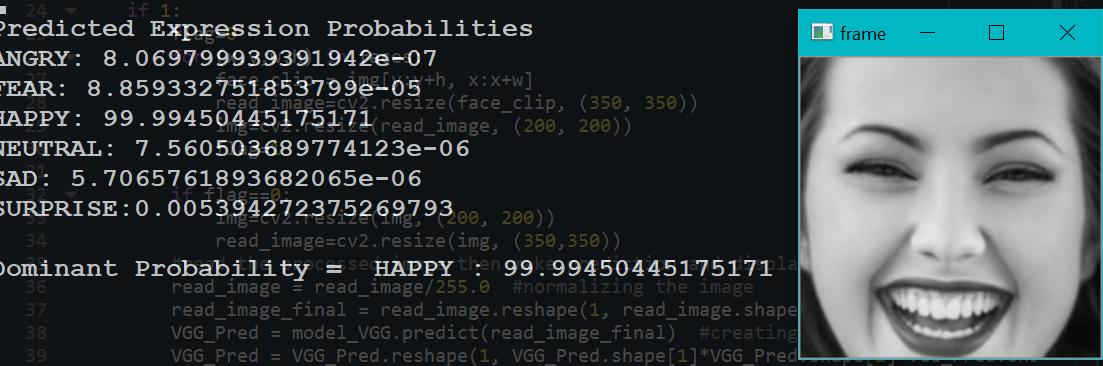 24 if 1:
Predicted Expression Probabilities
ANGRY: 8.069799939391942e-07
face_clip = img[y:y+h, x:x+w]
FEAR: 8.859332751853799e-05
28 read_image=cv2.resize(face_clip, (350, 350))
HAPPY: 99.99450445175171
img=cv2.resize(read_image, (200, 200))
NEUTRAL: 7.560503689774123e-06
SAD: 5.7065761893682065e-06
32 if flag==0:
SURPRISE:0.005394272375269793
img=cv2.resize(img, (200, 200))
34 read_image=cv2.resize(img, (350,350))
Dominant Probability = HAPPY : 99.99450445175171
36 read_image = read_image/255.0 #normalizing the image
37 read_image_final = read_image.reshape(1, read_image.shape
38 VGG_Pred = model_VGG.predict(read_image_final) #creating
39 VGG_Pred = VGG_Pred.reshape(1, VGG_Pred.shape[1]*VGG_Pred.shape
frame